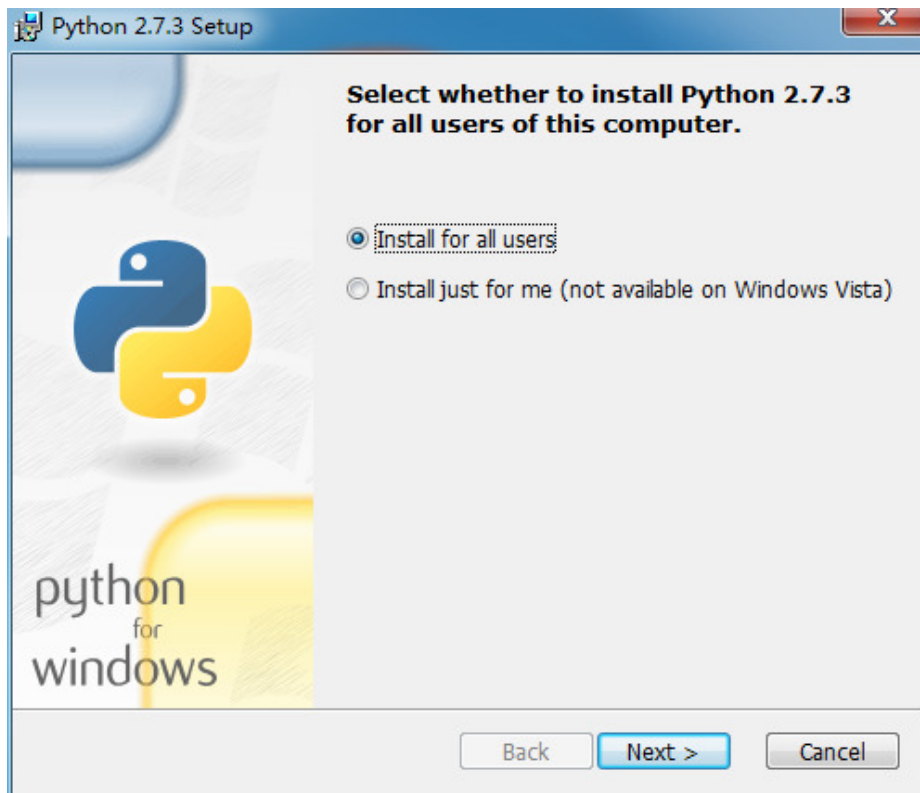 Python 2.7.3 Setup
Select whether to install Python 2.7.3
for all users of this computer.
Install for all users
Install just for me (not available on Windows Vista)
python
for
windows
Back
Next >
Cancel